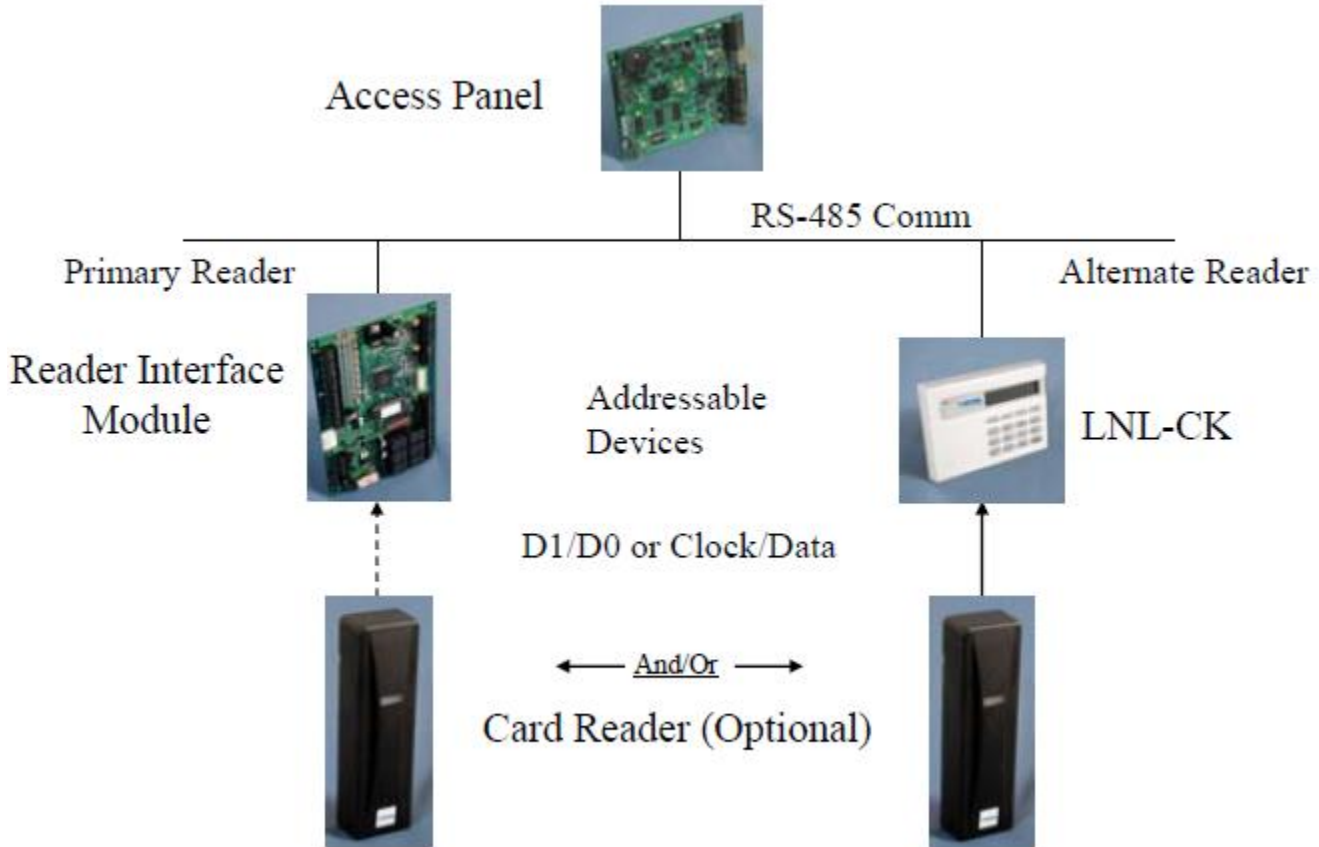 Access Panel
RS-485 Comm
Primary Reader
Alternate Reader
Reader Interface
Module
Addressable
Devices
LNL-CK
D1/D0 or Clock/Data
And/Or
Card Reader (Optional)